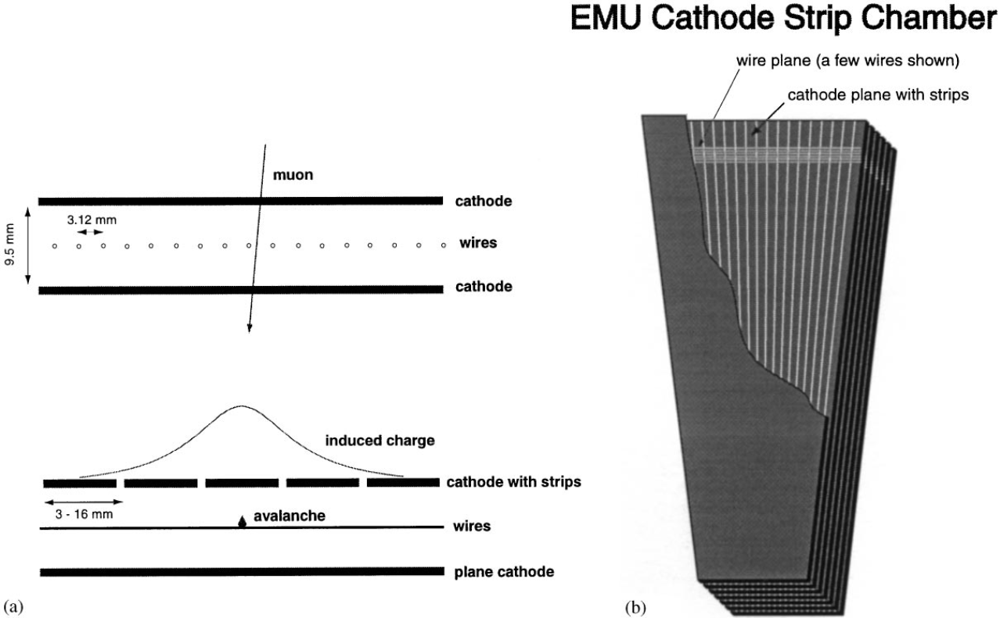 EMU Cathode Strip Chamber
wire plane (a few wires shown)
cathode plane with strips
muon
cathode
3.12 mm
wires
9.5 mm
cathode
induced charge
cathode with strips
3 - 16 mm
avalanche
wires
plane cathode
(a)
(b)